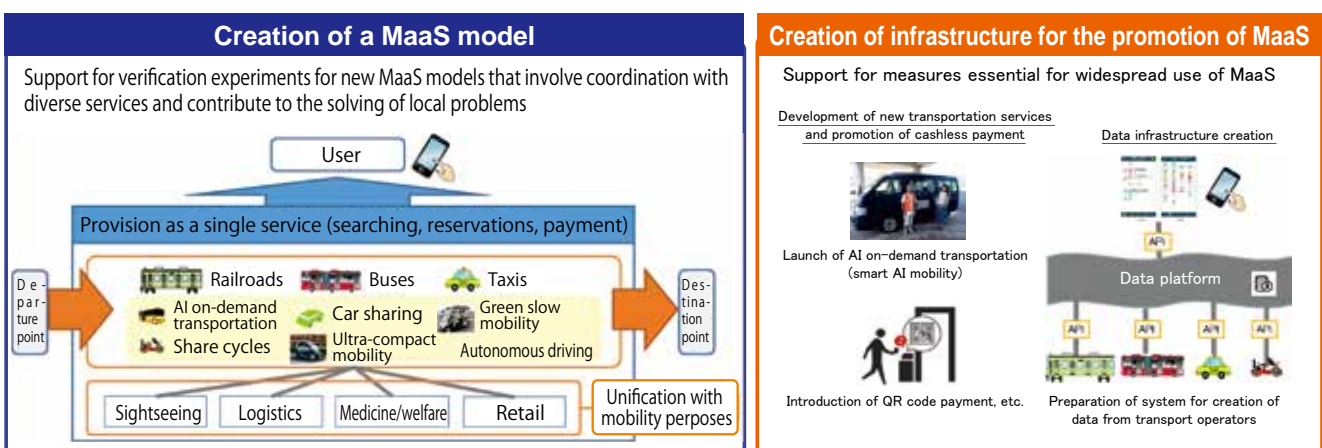 Creation of a MaaS model
Support for verification experiments for new MaaS models that involve coordination with
diverse services and contribute to the solving of local problems
User
Provision as a single service (searching, reservations, payment)
De-
par-
ture
point
Railroads
Buses
Taxis
AI on-demand
transportation
Car sharing
Green slow
mobility
Share cycles
Ultra-compact
mobility
Autonomous driving
Des-
tina-
tion
point
Sightseeing
Logistics
Medicine/welfare
Retail
Unification with
mobility perposes
Creation of infrastructure for the promotion of MaaS
Support for measures essential for widespread use of MaaS
Development of new transportation services
and promotion of cashless payment
Launch of AI on-demand transportation
(smart AI mobility)
Introduction of QR code payment, etc.
Data infrastructure creation
API
Data platform
API
API
API
API
Preparation of system for creation of
data from transport operators